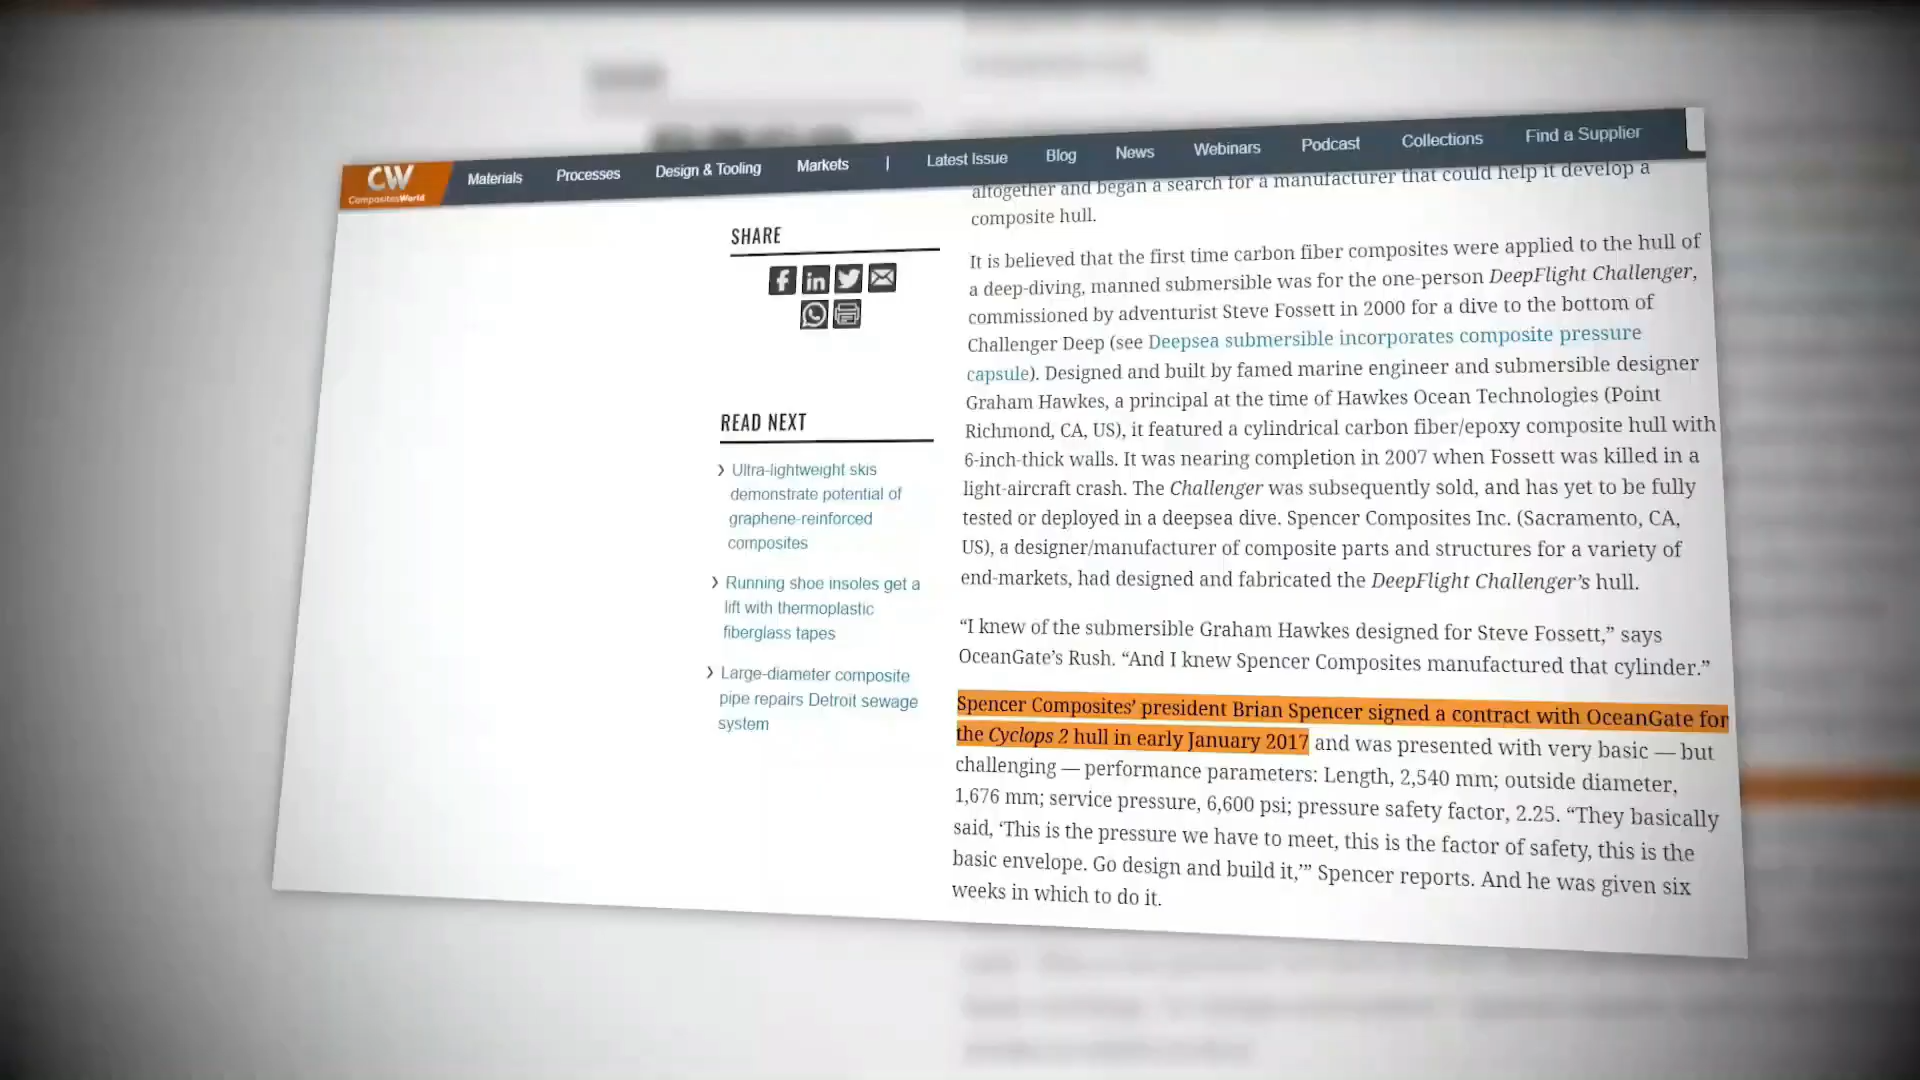 CW
CompositesWorld
Materials Processes Design & Tooling Markets | Latest Issue Blog News Webinars Podcast Collections Find a Supplier
SHARE
READ NEXT
Ultra-lightweight skis
demonstrate potential of
graphene-reinforced
composites
Running shoe insoles get a
lift with thermoplastic
fiberglass tapes
Large-diameter composite
pipe repairs Detroit sewage
system
altogether and began a search for a manufacturer that could help it develop a
composite hull.
It is believed that the first time carbon fiber composites were applied to the hull of
a deep-diving, manned submersible was for the one-person DeepFlight Challenger,
commissioned by adventurist Steve Fossett in 2000 for a dive to the bottom of
Challenger Deep (see Deepsea submersible incorporates composite pressure
capsule). Designed and built by famed marine engineer and submersible designer
Graham Hawkes, a principal at the time of Hawkes Ocean Technologies (Point
Richmond, CA, US), it featured a cylindrical carbon fiber/epoxy composite hull with
6-inch-thick walls. It was nearing completion in 2007 when Fossett was killed in a
light-aircraft crash. The Challenger was subsequently sold, and has yet to be fully
tested or deployed in a deepsea dive. Spencer Composites Inc. (Sacramento, CA,
US), a designer/manufacturer of composite parts and structures for a variety of
end-markets, had designed and fabricated the DeepFlight Challenger’s hull.
“I knew of the submersible Graham Hawkes designed for Steve Fossett,” says
OceanGate’s Rush. “And I knew Spencer Composites manufactured that cylinder.”
Spencer Composites’ president Brian Spencer signed a contract with OceanGate for
the Cyclops 2 hull in early January 2017 and was presented with very basic — but
challenging — performance parameters: Length, 2,540 mm; outside diameter,
1,676 mm; service pressure, 6,600 psi; pressure safety factor, 2.25. “They basically
said, ‘This is the pressure we have to meet, this is the factor of safety, this is the
basic envelope. Go design and build it,’” Spencer reports. And he was given six
weeks in which to do it.